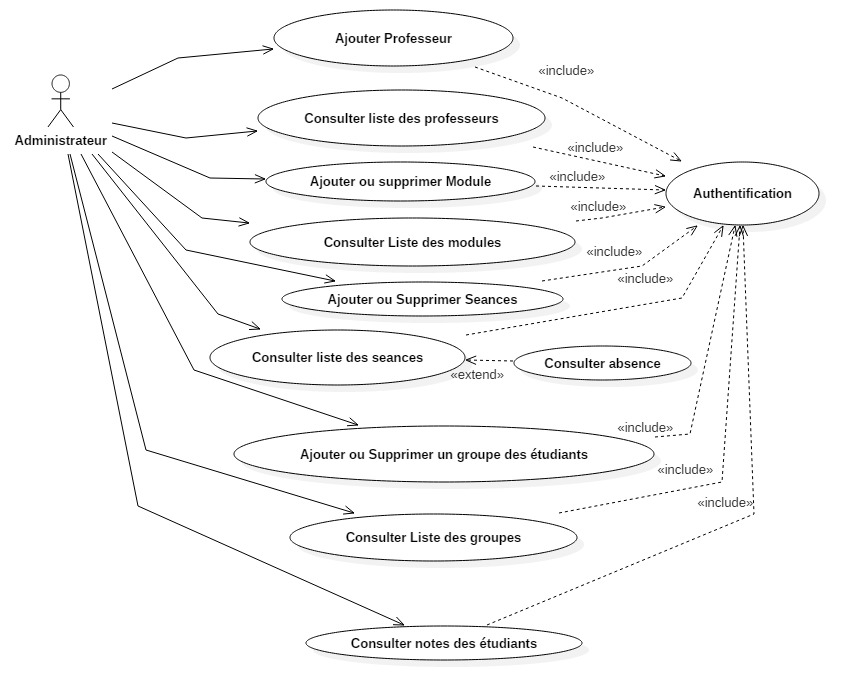 Ajouter Professeur
«include»
Consulter liste des professeurs
Administrateur
«include»
«include»
Ajouter ou supprimer Module
Authentification
«include»
Consulter Liste des modules
«include»
«include»
Ajouter ou Supprimer Seances
Consulter liste des seances
Consulter absence
«extend»
«include»
Ajouter ou Supprimer un groupe des étudiants
«include»
«include»
Consulter Liste des groupes
Consulter notes des étudiants